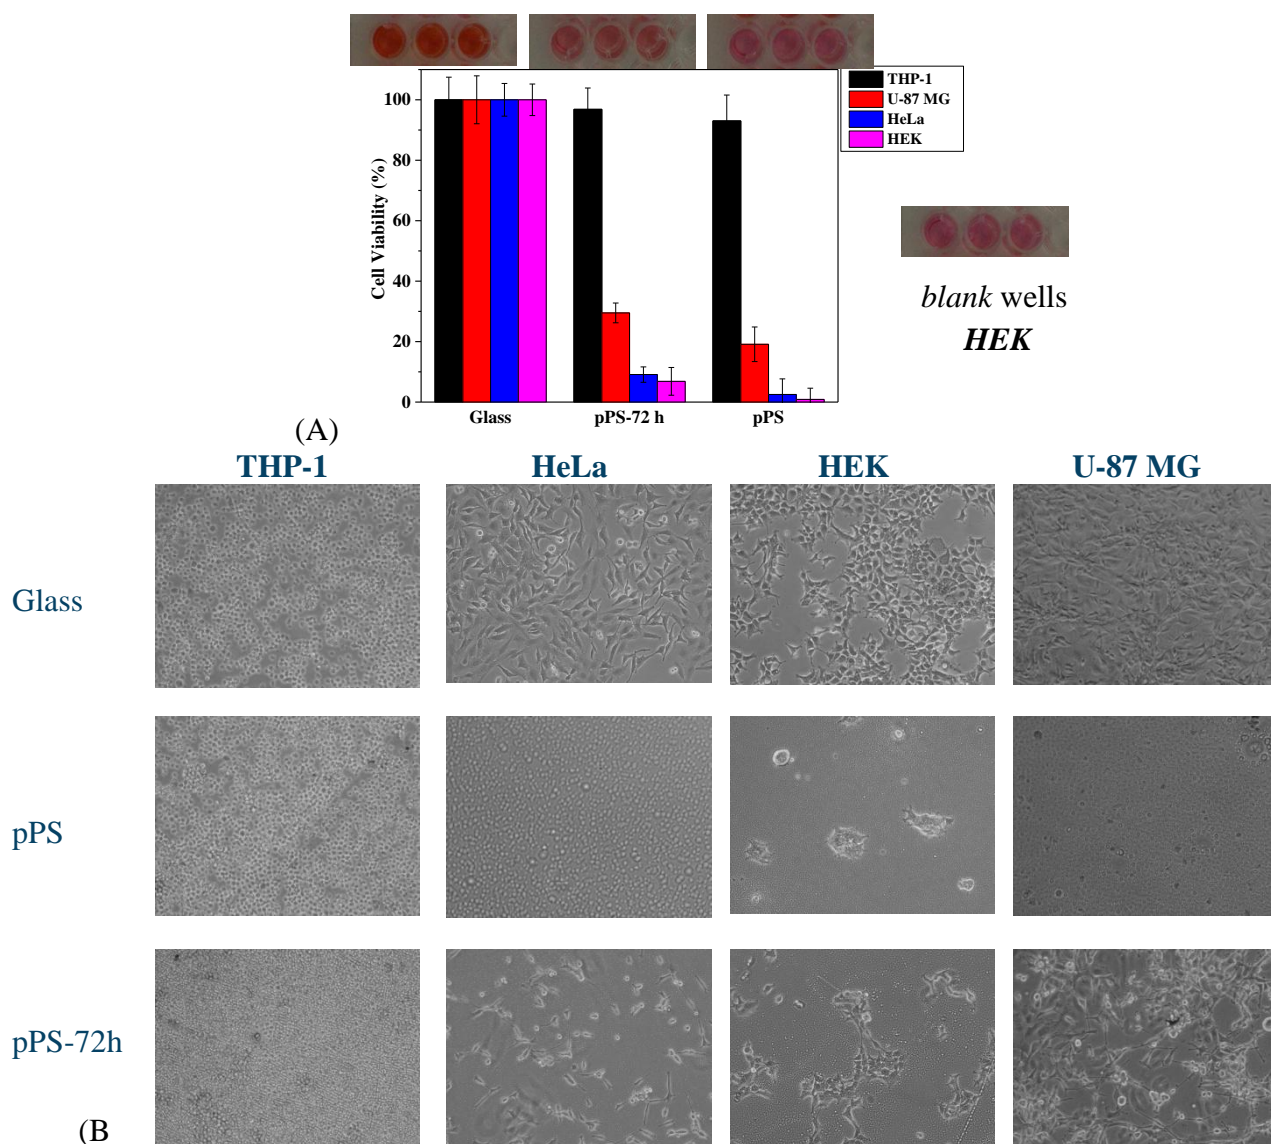 THP-1
U-87 MG
HeLa
HEK
100
80
60
40
20
0
Cell Viability (%)
Glass pPS-72 h pPS
blank wells
HEK
(A)
THP-1 HeLa HEK U-87 MG
Glass
pPS
pPS-72h
(B